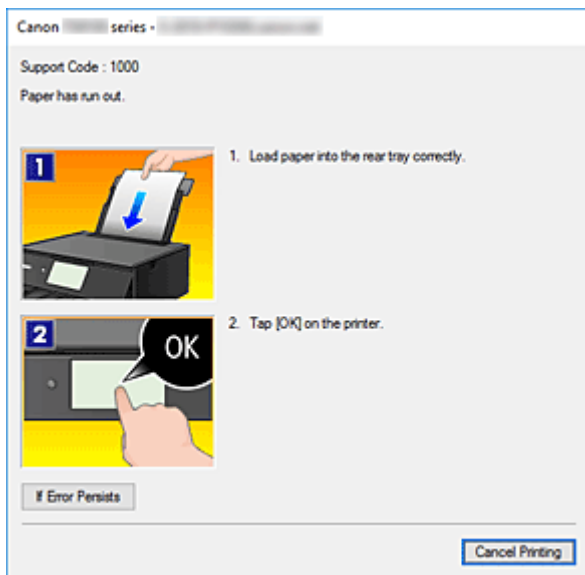 Canon series -
Support Code : 1000
Paper has run out.
1
1. Load paper into the rear tray correctly.
2
OK
2. Tap [OK] on the printer.
If Error Persists
Cancel Printing